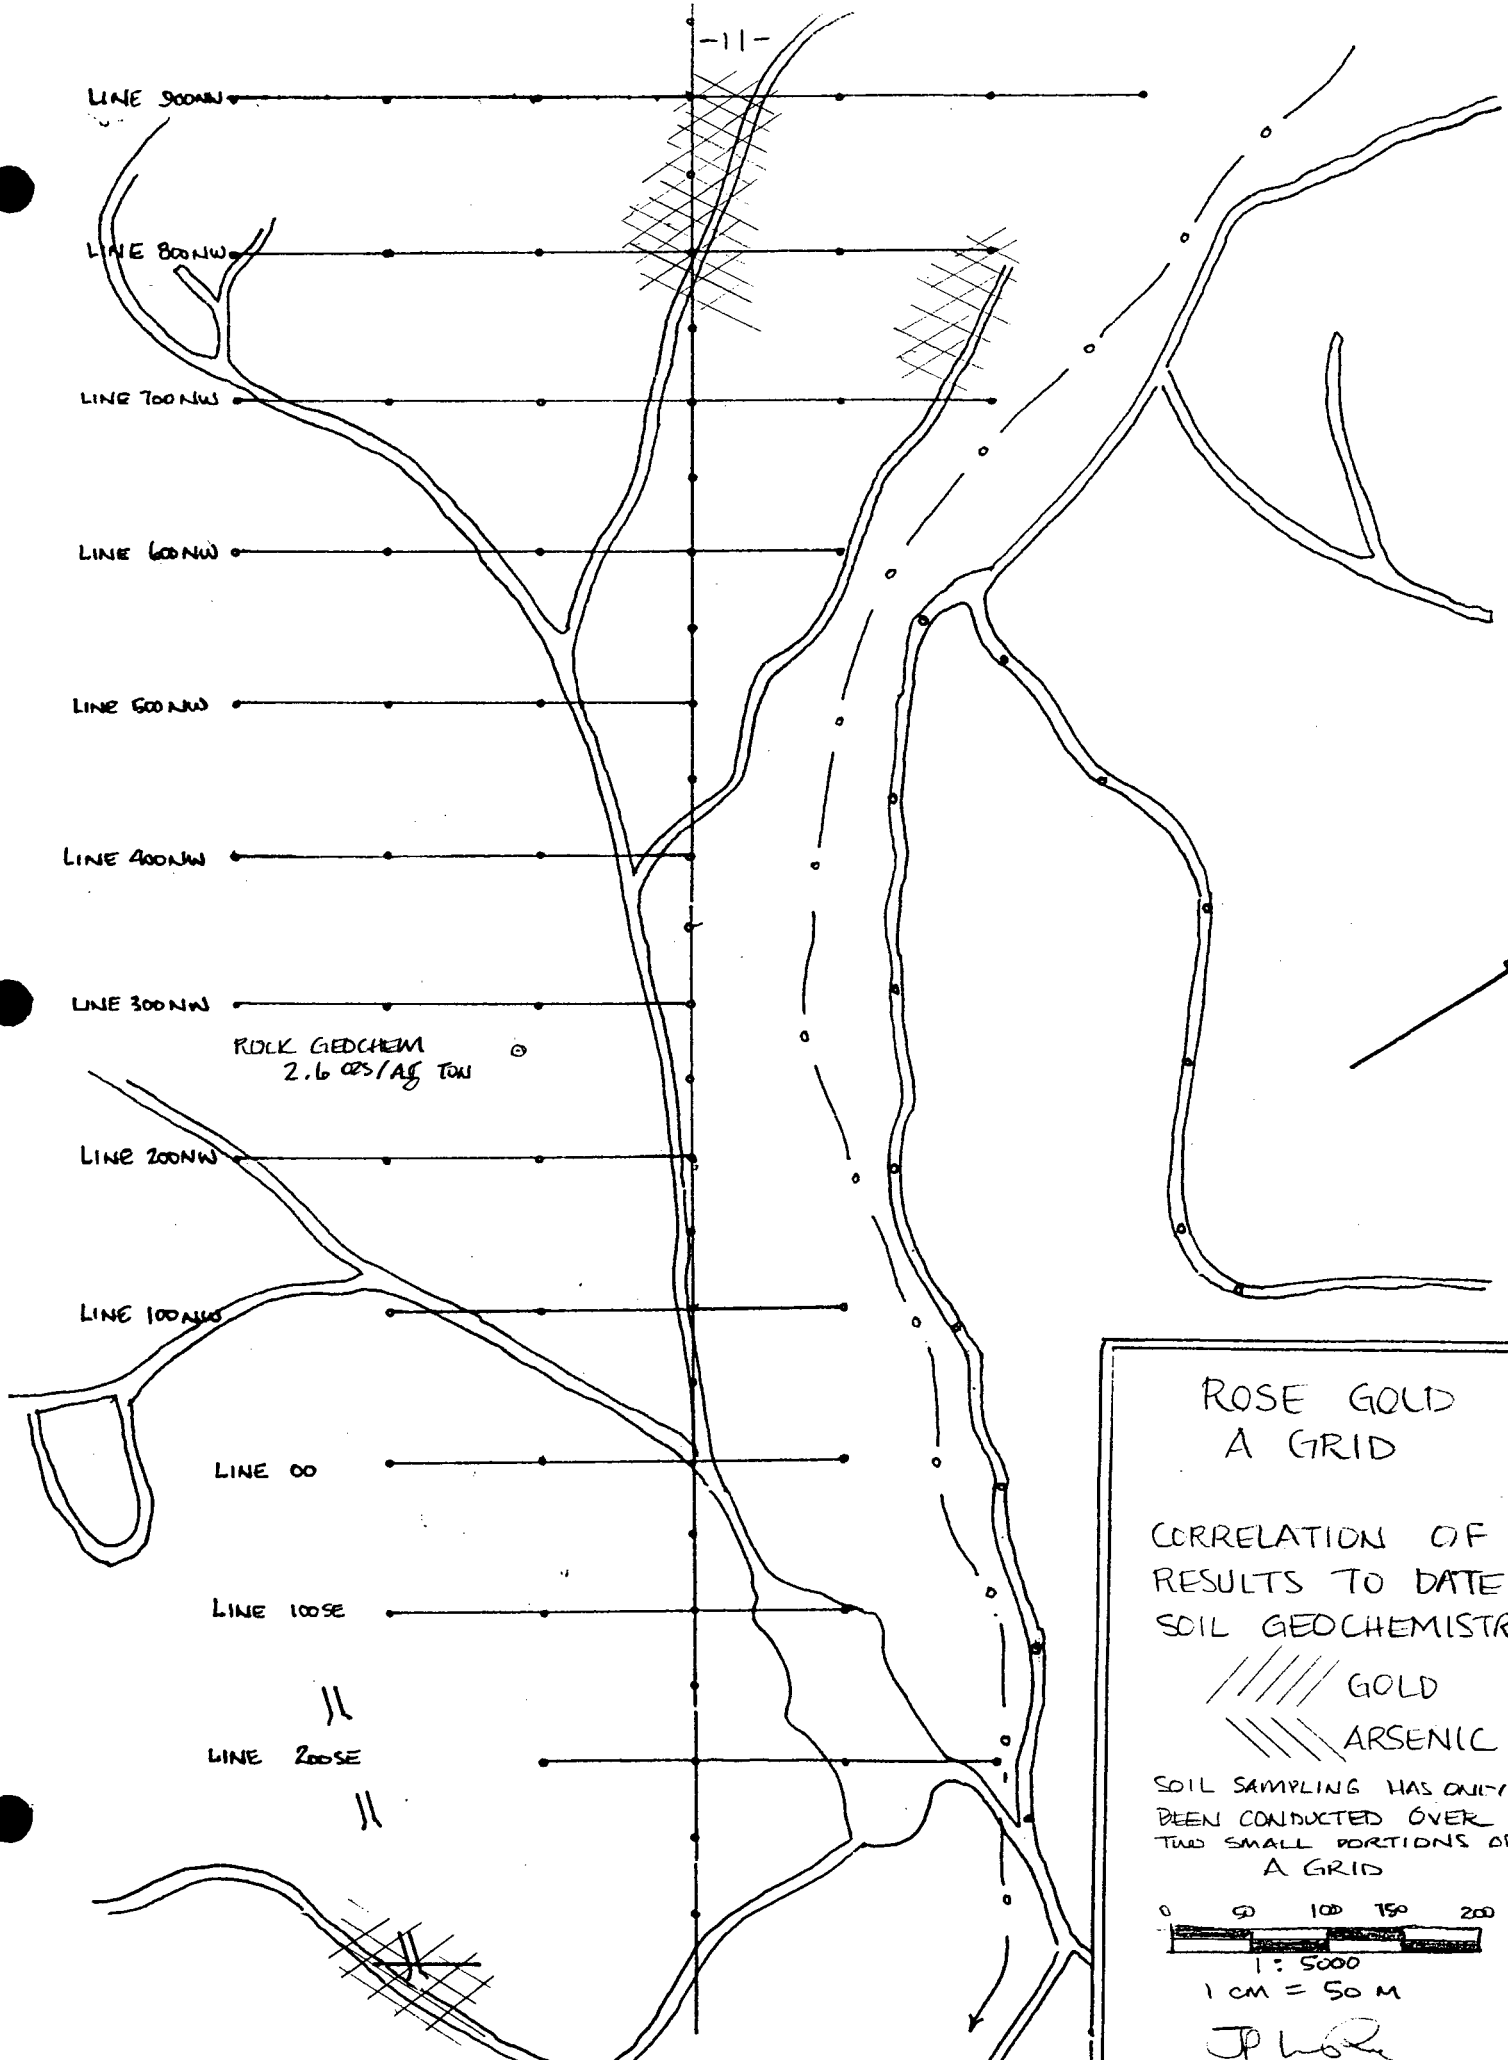 -11-
LINE 900NW
LINE 800NW
LINE 700NW
LINE 600NW
LINE 500NW
LINE 400NW
LINE 300NW
ROCK GEOCHEM
2.6 OZS/Ag TON
LINE 200NW
LINE 100NW
LINE 00
LINE 100SE
LINE 200SE
ROSE GOLD
A GRID
CORRELATION OF
RESULTS TO DATE
SOIL GEOCHEMISTR
GOLD
ARSENIC
SOIL SAMPLING HAS ONLY
BEEN CONDUCTED OVER
TWO SMALL PORTIONS OF
A GRID
0 50 100 150 200
1 : 5000
1 CM = 50 M